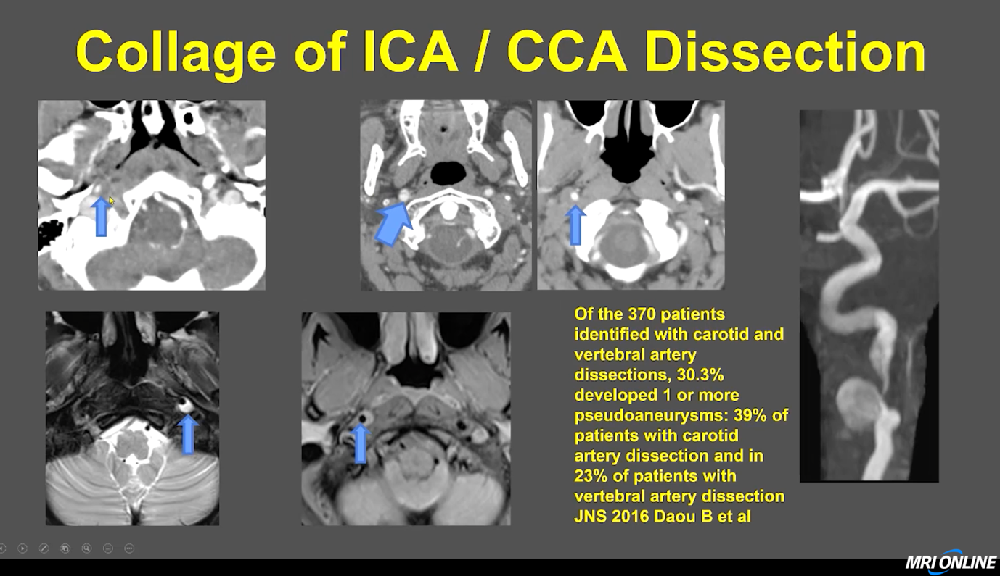 Collage of ICA / CCA Dissection
Of the 370 patients
identified with carotid and
vertebral artery
dissections, 30.3%
developed 1 or more
pseudoaneurysms: 39% of
patients with carotid
artery dissection and in
23% of patients with
vertebral artery dissection
JNS 2016 Daou B et al
MRI ONLINE